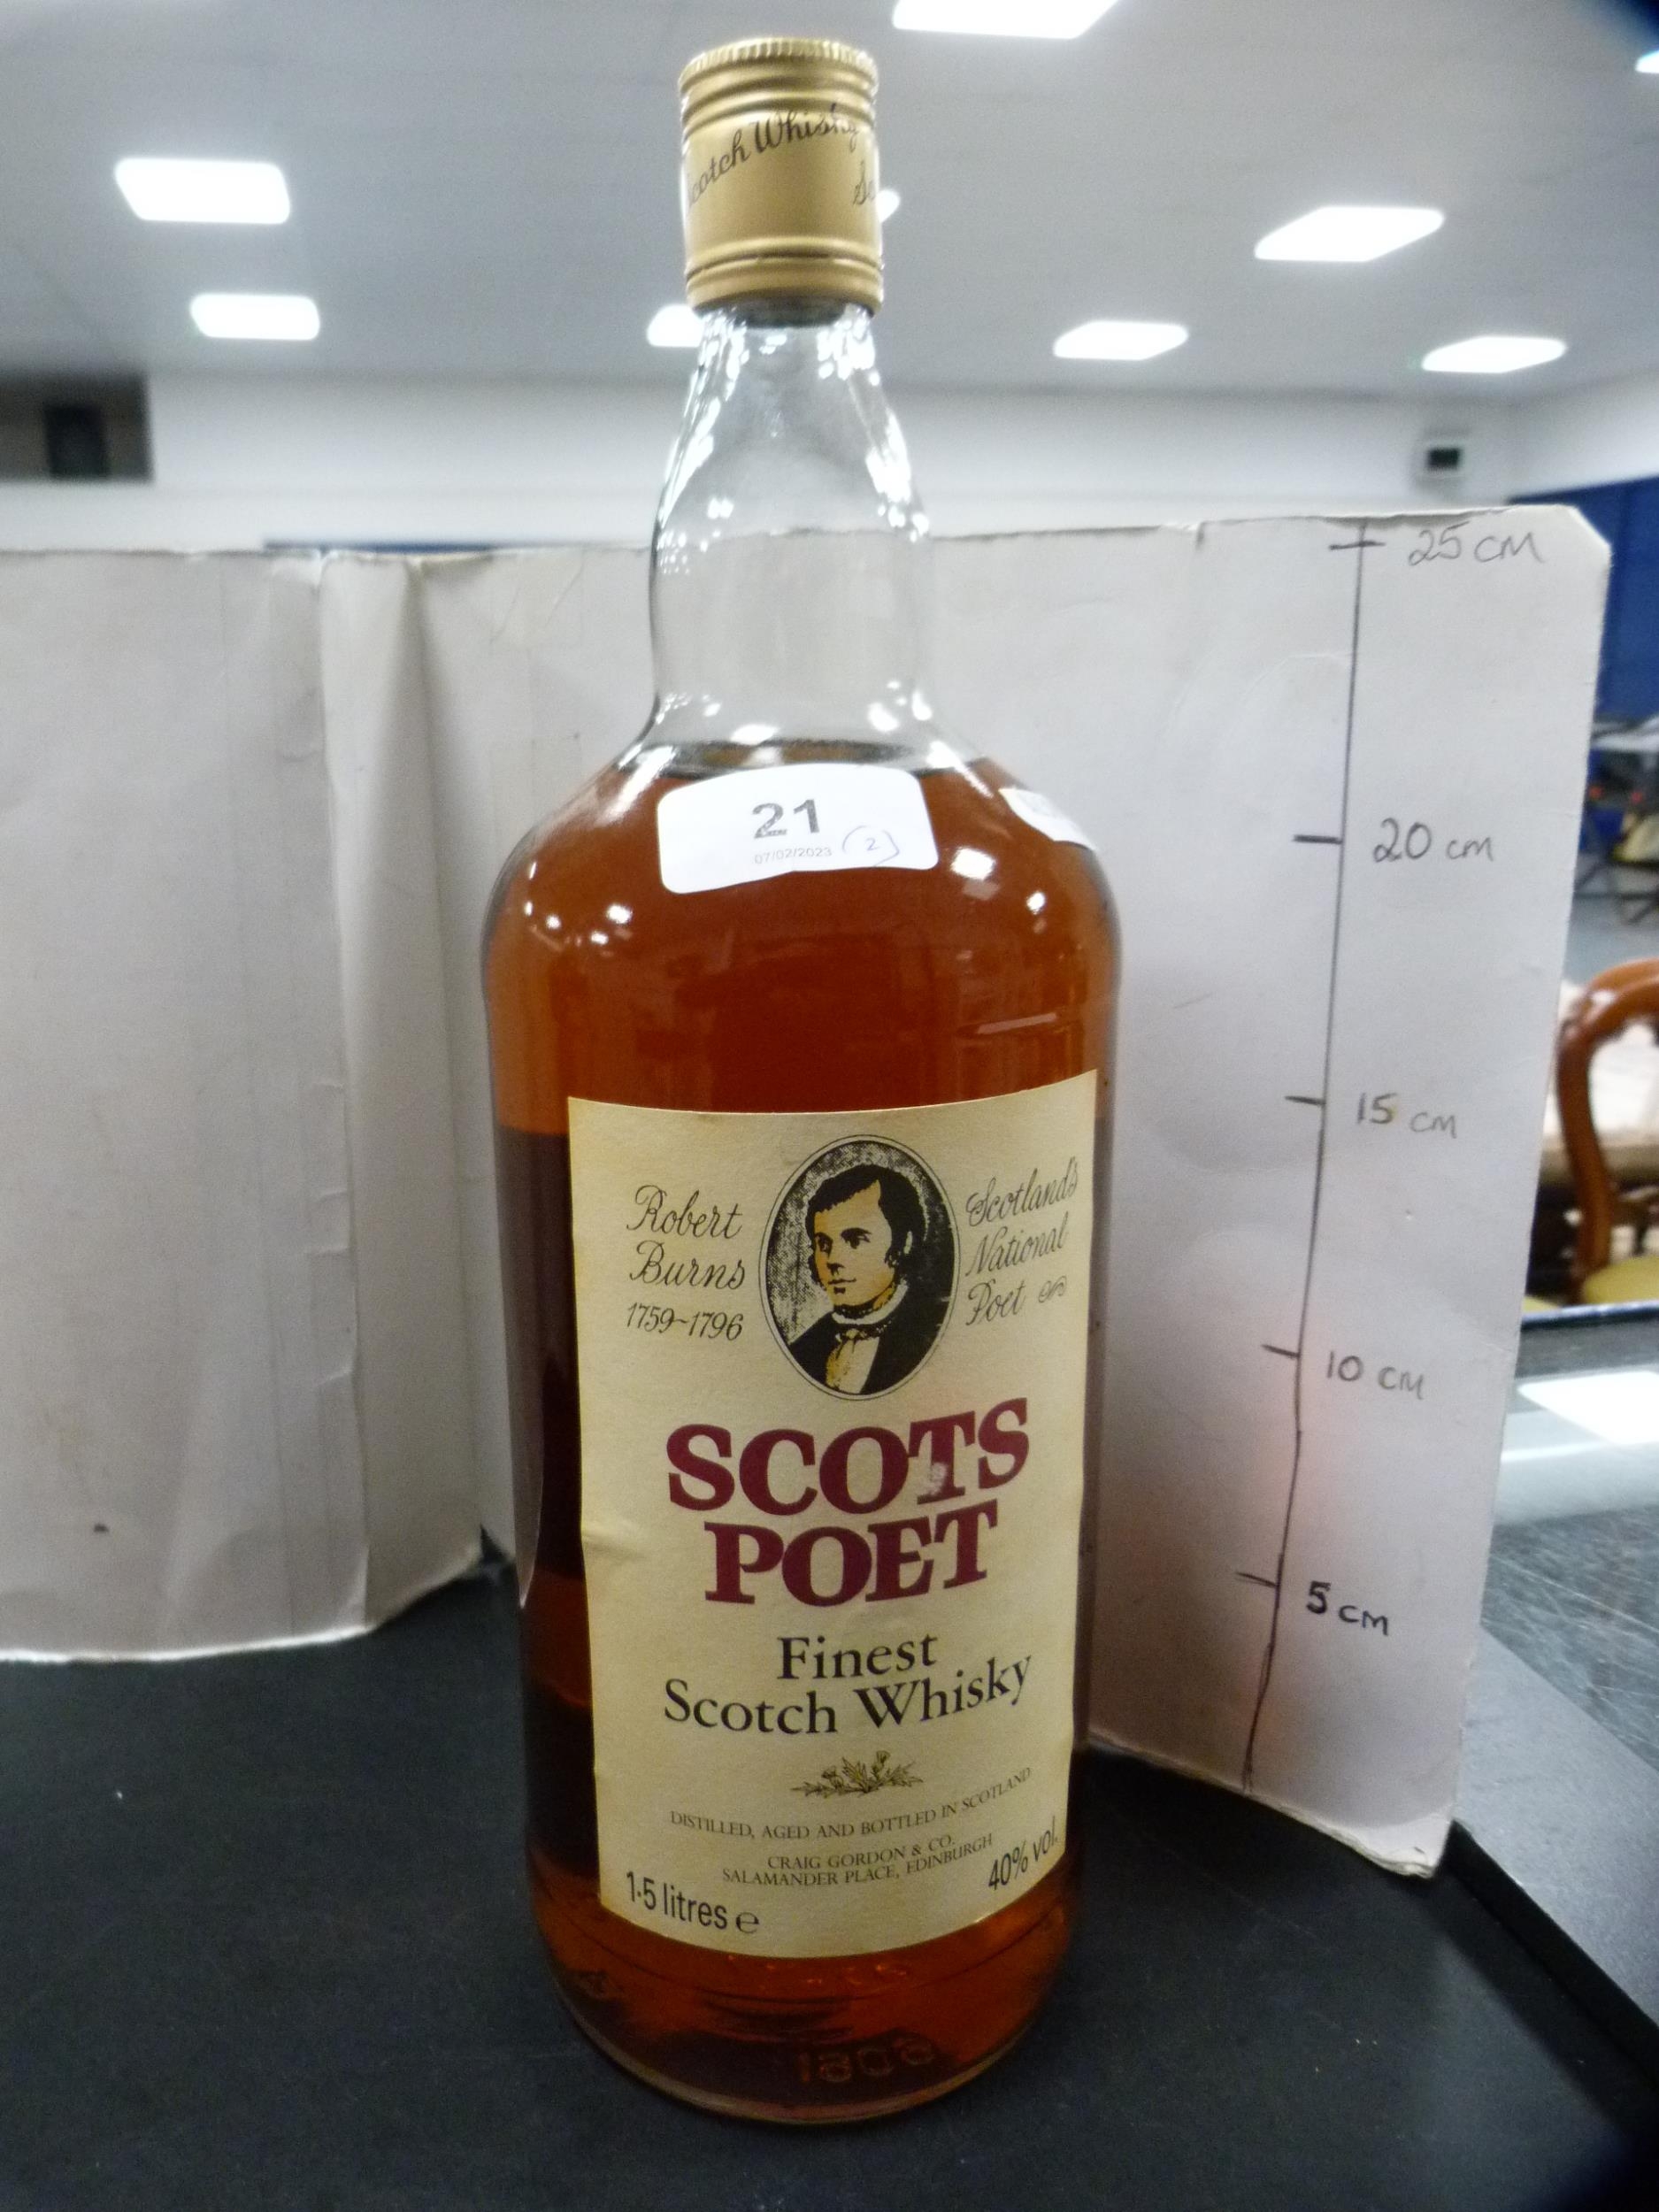 Scotch Whisky
21
07/02/2023 (2)
25 cm
20 cm
15 cm
10 cm
5 cm
Robert
Burns
1759~1796
Scotland's
National
Poet
SCOTS
POET
Finest
Scotch Whisky
DISTILLED, AGED AND BOTTLED IN SCOTLAND
CRAIG GORDON & CO.
SALAMANDER PLACE, EDINBURGH
1·5 litres e
40% vol.